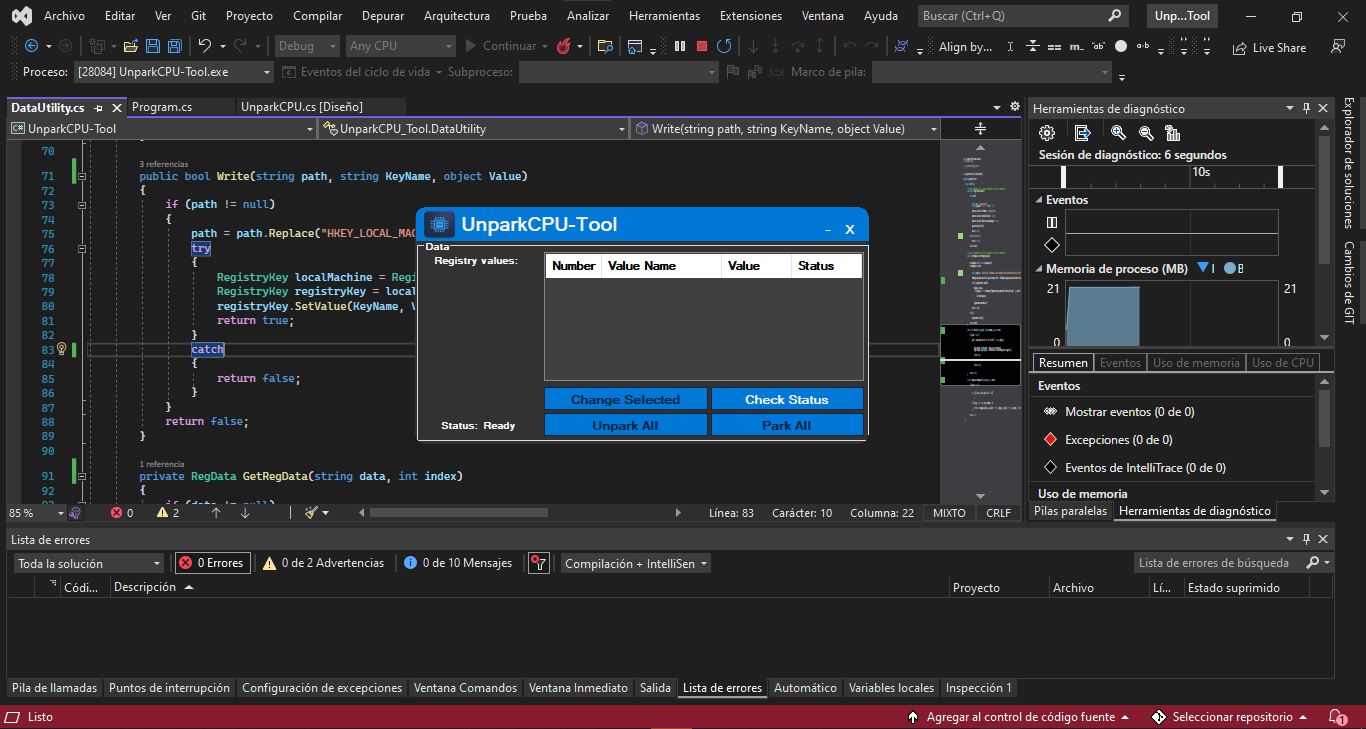 Archivo Editar Ver Git Proyecto Compilar Depurar Arquitectura Prueba Analizar Herramientas Extensiones Ventana Ayuda Buscar (Ctrl+Q) Unp...Tool
Debug Any CPU Continuar Align by... Live Share
Proceso: [28084] UnparkCPU-Tool.exe Eventos del ciclo de vida Subproceso: Marco de pila:
DataUtility.cs Program.cs UnparkCPU.cs [Diseño]
UnparkCPU-Tool UnparkCPU_Tool.DataUtility Write(string path, string KeyName, object Value)
70 }
3 referencias
71 public bool Write(string path, string KeyName, object Value)
72 {
73 if (path != null)
74 {
75 path = path.Replace("HKEY_LOCAL_MAC
76 try
77 {
78 RegistryKey localMachine = Regi
79 RegistryKey registryKey = local
80 registryKey.SetValue(KeyName, V
81 return true;
82 }
83 catch
84 {
85 return false;
86 }
87 }
88 return false;
89 }
90
1 referencia
91 private RegData GetRegData(string data, int index)
92 {
93 if (data != null)
85 % 0 2 Línea: 83 Carácter: 10 Columna: 22 MIXTO CRLF
UnparkCPU-Tool - X
Data
Registry values:
Number Value Name Value Status
Change Selected Check Status
Status: Ready Unpark All Park All
Herramientas de diagnóstico
Sesión de diagnóstico: 6 segundos
10s
Eventos
Memoria de proceso (MB) I B
21 21
0 0
Resumen Eventos Uso de memoria Uso de CPU
Eventos
Mostrar eventos (0 de 0)
Excepciones (0 de 0)
Eventos de IntelliTrace (0 de 0)
Uso de memoria
Pilas paralelas Herramientas de diagnóstico
Explorador de soluciones
Cambios de GIT
Lista de errores
Toda la solución 0 Errores 0 de 2 Advertencias 0 de 10 Mensajes Compilación + IntelliSen Lista de errores de búsqueda
Códi... Descripción Proyecto Archivo Lí... Estado suprimido
Pila de llamadas Puntos de interrupción Configuración de excepciones Ventana Comandos Ventana Inmediato Salida Lista de errores Automático Variables locales Inspección 1
Listo Agregar al control de código fuente Seleccionar repositorio 1